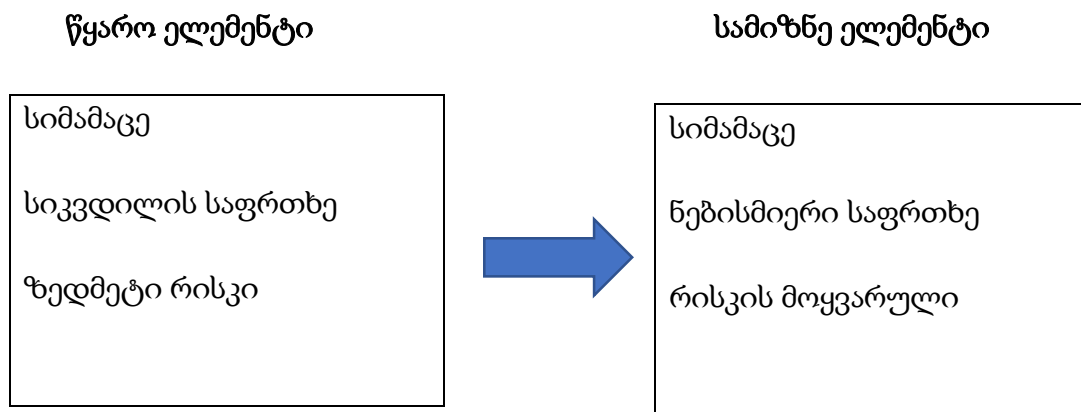 წყარო ელემენტი
სამიზნე ელემენტი
სიმამაცე
სიკვდილის საფრთხე
ზედმეტი რისკი
სიმამაცე
ნებისმიერი საფრთხე
რისკის მოყვარული